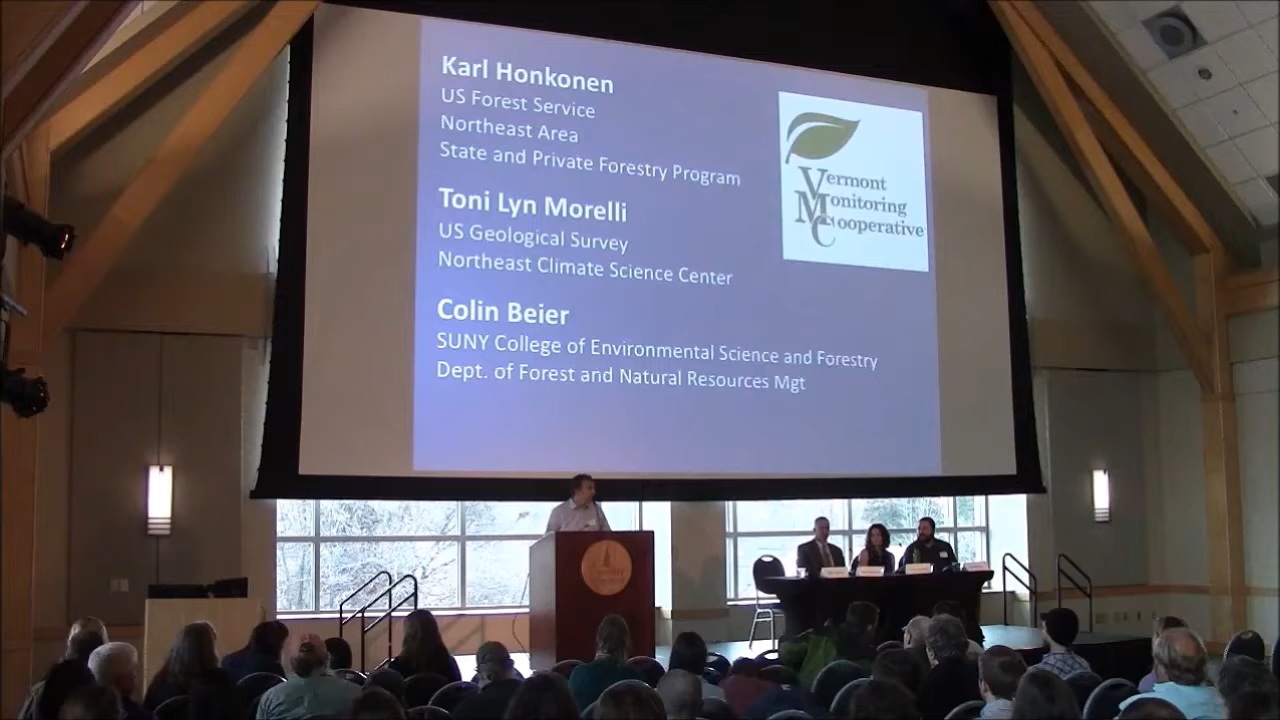 Karl Honkonen
US Forest Service
Northeast Area
State and Private Forestry Program
Toni Lyn Morelli
US Geological Survey
Northeast Climate Science Center
Colin Beier
SUNY College of Environmental Science and Forestry
Dept. of Forest and Natural Resources Mgt
Vermont
Monitoring
Cooperative